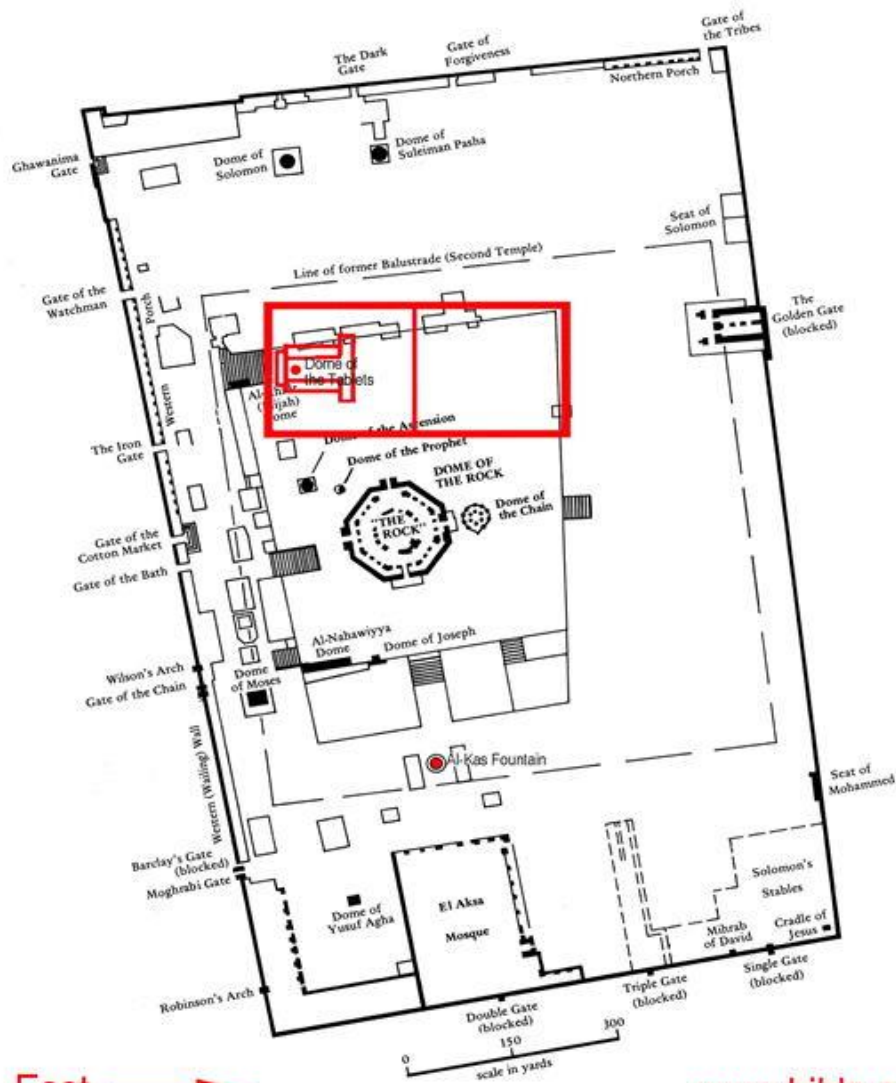 Gate of
the Tribes
The Dark
Gate
Gate of
Forgiveness
Northern Porch
Ghawanima
Gate
Dome of
Solomon
Dome of
Suleiman Pasha
Seat of
Solomon
Line of former Balustrade (Second Temple)
Gate of the
Watchman
Porch
Western
The
Golden Gate
(blocked)
Dome of
the Tablets
(Elijah)
Dome of the Ascension
Dome of the Prophet
The Iron
Gate
DOME OF
THE ROCK
"THE
ROCK"
Dome of
the Chain
Gate of the
Cotton Market
Gate of the Bath
Al-Nahawiyya
Dome
Dome of Joseph
Wilson's Arch
Gate of the Chain
Dome
of Moses
Western (Wailing) Wall
Al-Kas Fountain
Seat of
Mohammed
Barclay's Gate
(blocked)
Moghrabi Gate
Dome of
Yusuf Agha
El Aksa
Mosque
Solomon's
Stables
Mihrab
of David
Cradle of
Jesus
Robinson's Arch
Double Gate
(blocked)
Triple Gate
(blocked)
Single Gate
(blocked)
0 150 300
scale in yards